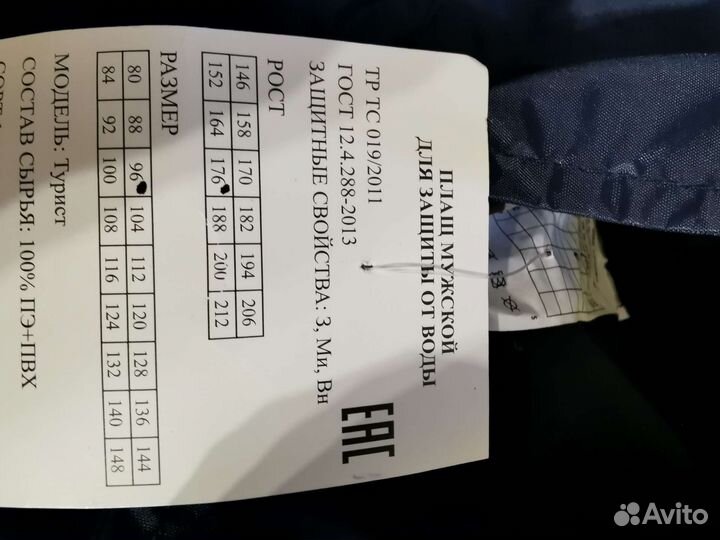 ПЛАЩ МУЖСКОЙ
ДЛЯ ЗАЩИТЫ ОТ ВОДЫ
ТР ТС 019/2011
ГОСТ 12.4.288-2013
ЗАЩИТНЫЕ СВОЙСТВА: З, Ми, Вн
EAC
РОСТ
146 158 170 182 194 206
152 164 176 188 200 212
РАЗМЕР
80 88 96 104 112 120 128 136 144
84 92 100 108 116 124 132 140 148
МОДЕЛЬ: Турист
СОСТАВ СЫРЬЯ: 100% ПЭ+ПВХ
Avito